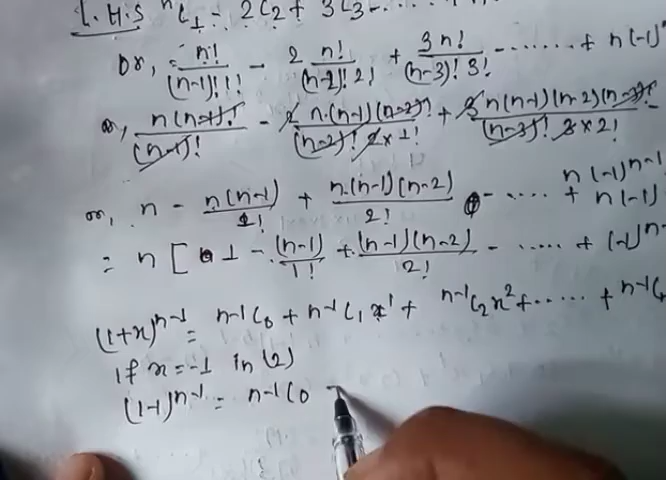 L.H.S ⁿC₁ - 2C₂ + 3C₃ - ....
Or, = n!/(n-1)!1! - 2 n!/(n-2)!2! + 3n!/(n-3)!3! - ...... + n(-1)ⁿ
or, n(n-1)!/(n-1)! - 2 n.(n-1)(n-2)!/(n-2)! 2×1! + 3 n(n-1)(n-2)(n-3)!/(n-3)! 3×2! -
n(-1)ⁿ⁻¹
or, n - n(n-1)/1! + n.(n-1)(n-2)/2! - ..... + n(-1)
= n [ 1 - (n-1)/1! + (n-1)(n-2)/2! - ..... + (-1)ⁿ⁻
(1+x)ⁿ⁻¹ = ⁿ⁻¹C₀ + ⁿ⁻¹C₁x¹ + ⁿ⁻¹C₂x² + ...... + ⁿ⁻¹C
If x = -1 in (2)
(1-1)ⁿ⁻¹ = ⁿ⁻¹C₀ -